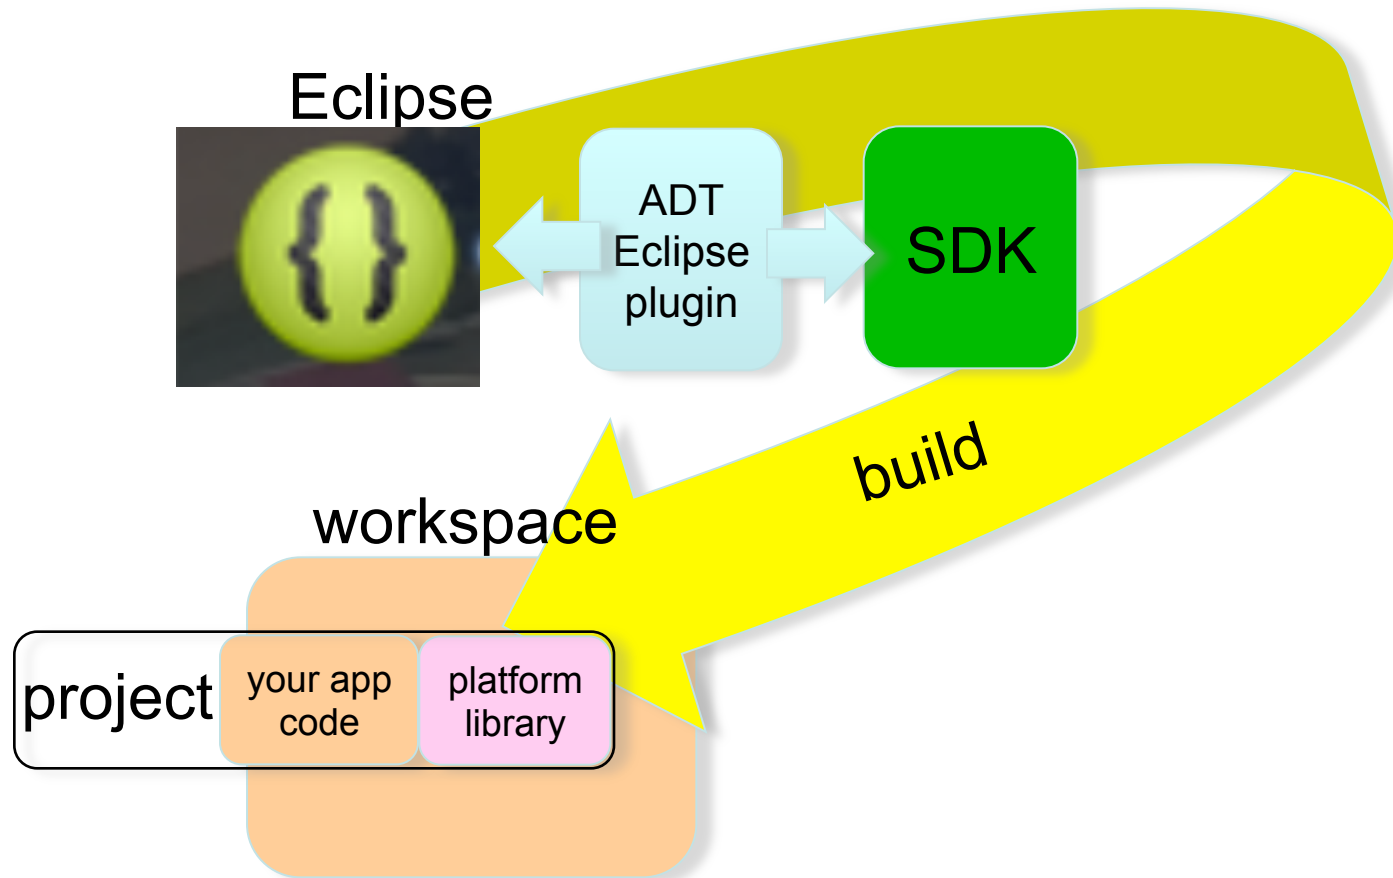 Eclipse
{ }
ADT
Eclipse
plugin
SDK
build
workspace
project
your app
code
platform
library